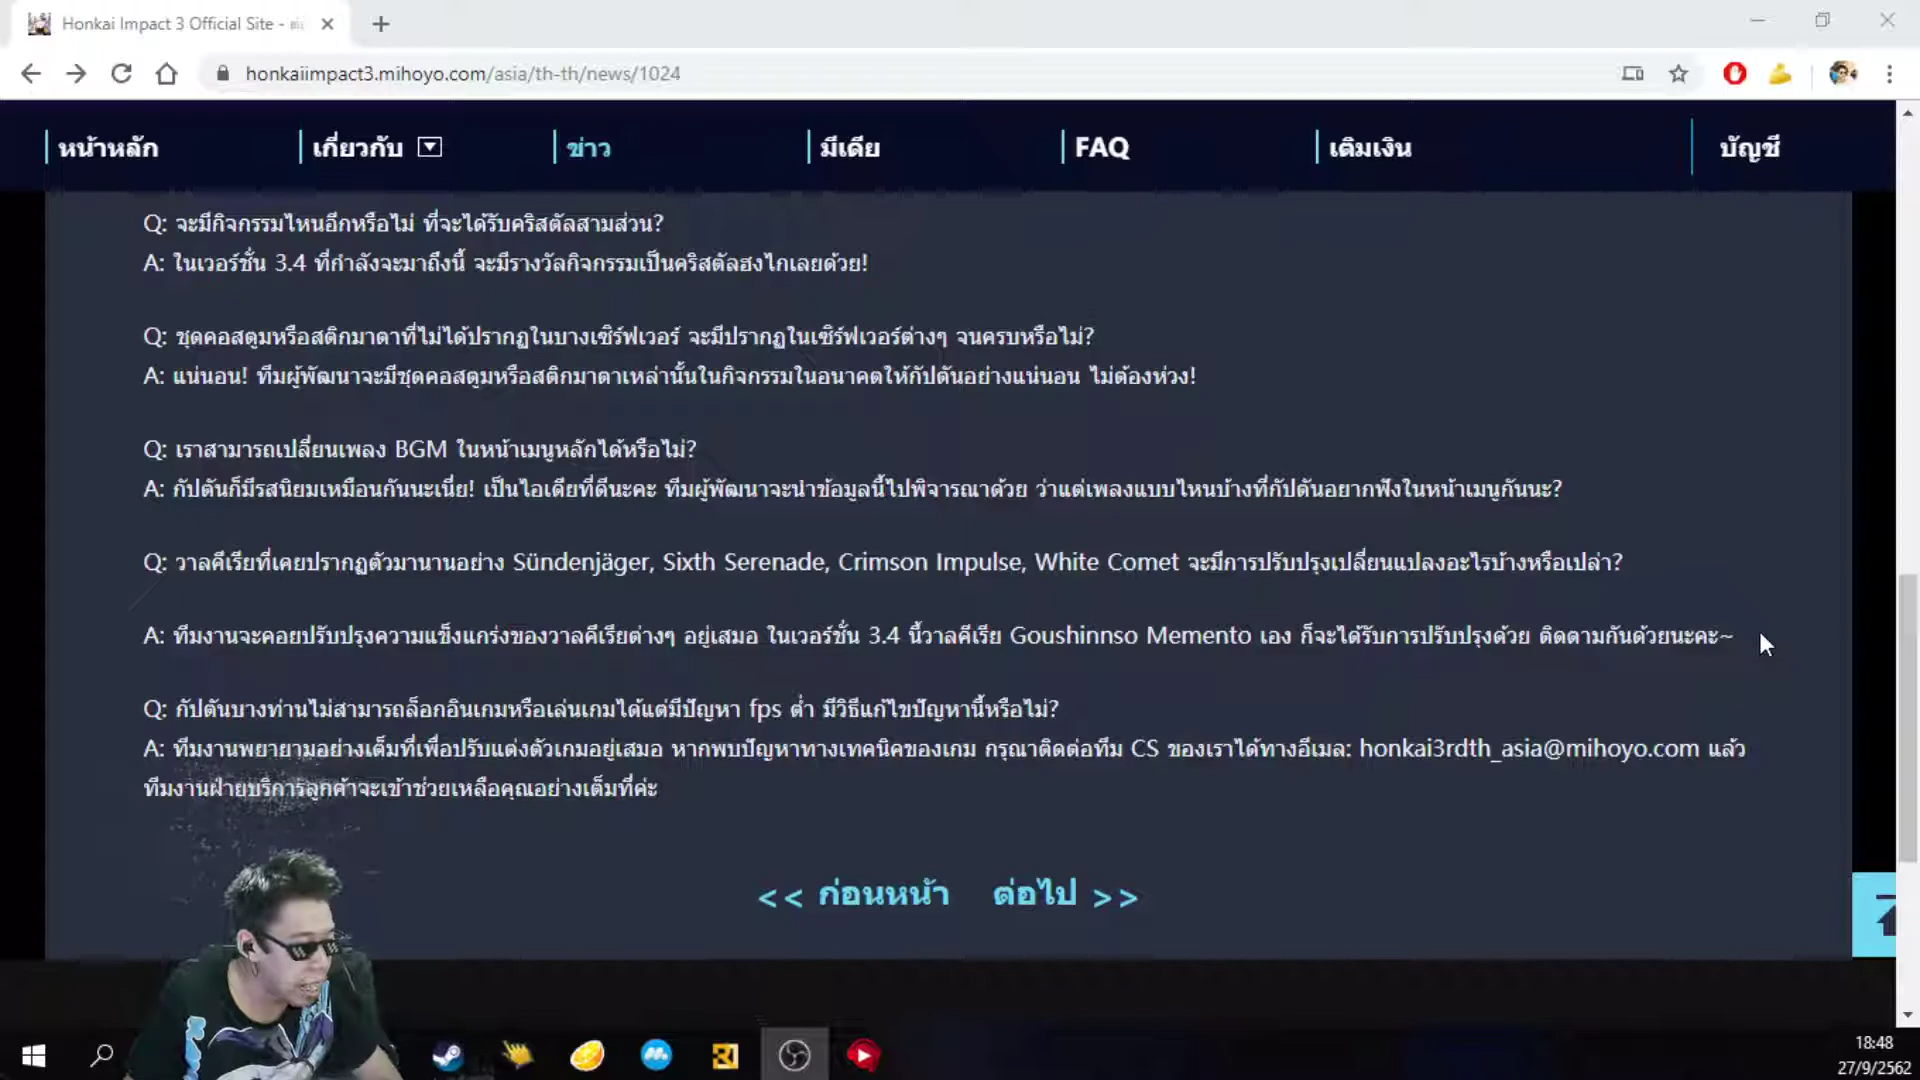 Honkai Impact 3 Official Site -
honkaiimpact3.mihoyo.com/asia/th-th/news/1024
หน้าหลัก เกี่ยวกับ ข่าว มีเดีย FAQ เติมเงิน บัญชี
Q: จะมีกิจกรรมไหนอีกหรือไม่ ที่จะได้รับคริสตัลสามส่วน?
A: ในเวอร์ชั่น 3.4 ที่กำลังจะมาถึงนี้ จะมีรางวัลกิจกรรมเป็นคริสตัลฮงไกเลยด้วย!
Q: ชุดคอสตูมหรือสติกมาตาที่ไม่ได้ปรากฏในบางเซิร์ฟเวอร์ จะมีปรากฏในเซิร์ฟเวอร์ต่างๆ จนครบหรือไม่?
A: แน่นอน! ทีมผู้พัฒนาจะมีชุดคอสตูมหรือสติกมาตาเหล่านั้นในกิจกรรมในอนาคตให้กัปตันอย่างแน่นอน ไม่ต้องห่วง!
Q: เราสามารถเปลี่ยนเพลง BGM ในหน้าเมนูหลักได้หรือไม่?
A: กัปตันก็มีรสนิยมเหมือนกันนะเนี่ย! เป็นไอเดียที่ดีนะคะ ทีมผู้พัฒนาจะนำข้อมูลนี้ไปพิจารณาด้วย ว่าแต่เพลงแบบไหนบ้างที่กัปตันอยากฟังในหน้าเมนูกันนะ?
Q: วาลคีเรียที่เคยปรากฏตัวมานานอย่าง Sündenjäger, Sixth Serenade, Crimson Impulse, White Comet จะมีการปรับปรุงเปลี่ยนแปลงอะไรบ้างหรือเปล่า?
A: ทีมงานจะคอยปรับปรุงความแข็งแกร่งของวาลคีเรียต่างๆ อยู่เสมอ ในเวอร์ชั่น 3.4 นี้วาลคีเรีย Goushinnso Memento เอง ก็จะได้รับการปรับปรุงด้วย ติดตามกันด้วยนะคะ~
Q: กัปตันบางท่านไม่สามารถล็อกอินเกมหรือเล่นเกมได้แต่มีปัญหา fps ต่ำ มีวิธีแก้ไขปัญหานี้หรือไม่?
A: ทีมงานพยายามอย่างเต็มที่เพื่อปรับแต่งตัวเกมอยู่เสมอ หากพบปัญหาทางเทคนิคของเกม กรุณาติดต่อทีม CS ของเราได้ทางอีเมล: honkai3rdth_asia@mihoyo.com แล้ว
ทีมงานฝ่ายบริการลูกค้าจะเข้าช่วยเหลือคุณอย่างเต็มที่ค่ะ
<< ก่อนหน้า ต่อไป >>
18:48
27/9/2562